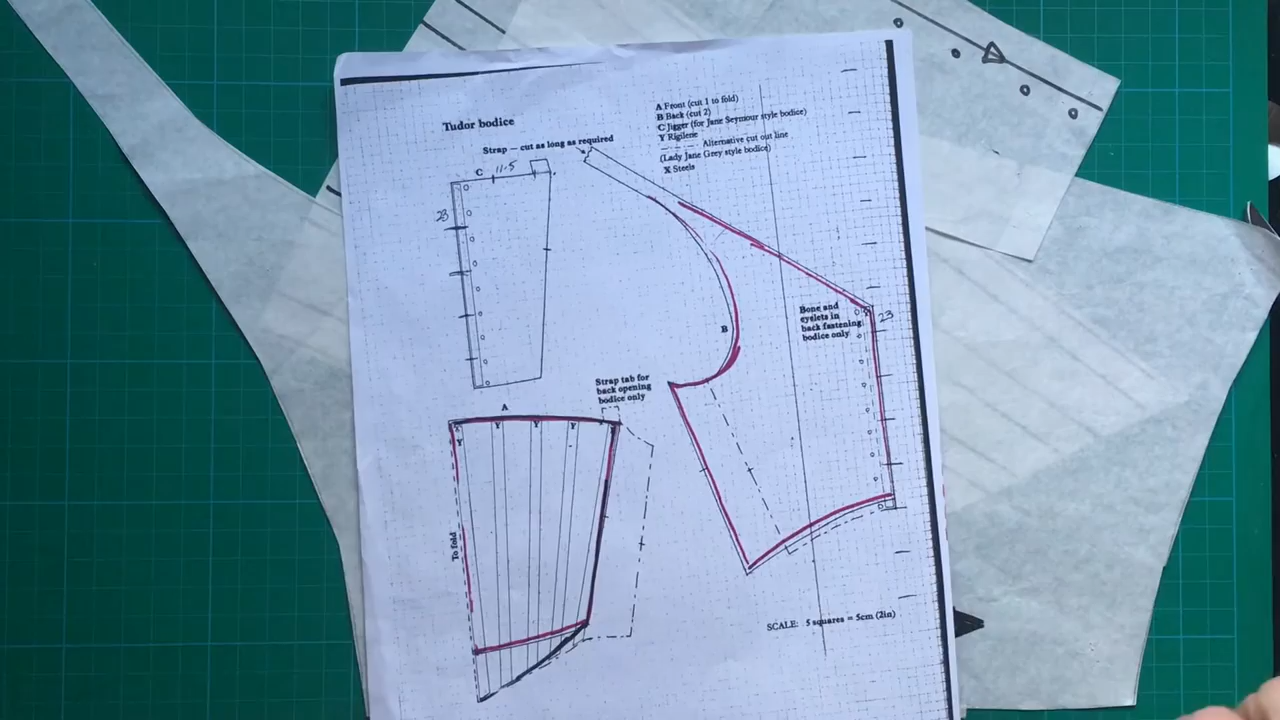 Tudor bodice
Strap — cut as long as required
A Front (cut 1 to fold)
B Back (cut 2)
C Jigger (for Jane Seymour style bodice)
Y Rigilene
Alternative cut out line
(Lady Jane Grey style bodice)
X Steels
C
11.5
23
B
Bone and
eyelets in
back fastening
bodice only
23
Strap tab for
back opening
bodice only
A
Y
Y
Y
Y
To fold
SCALE: 5 squares = 5cm (2in)